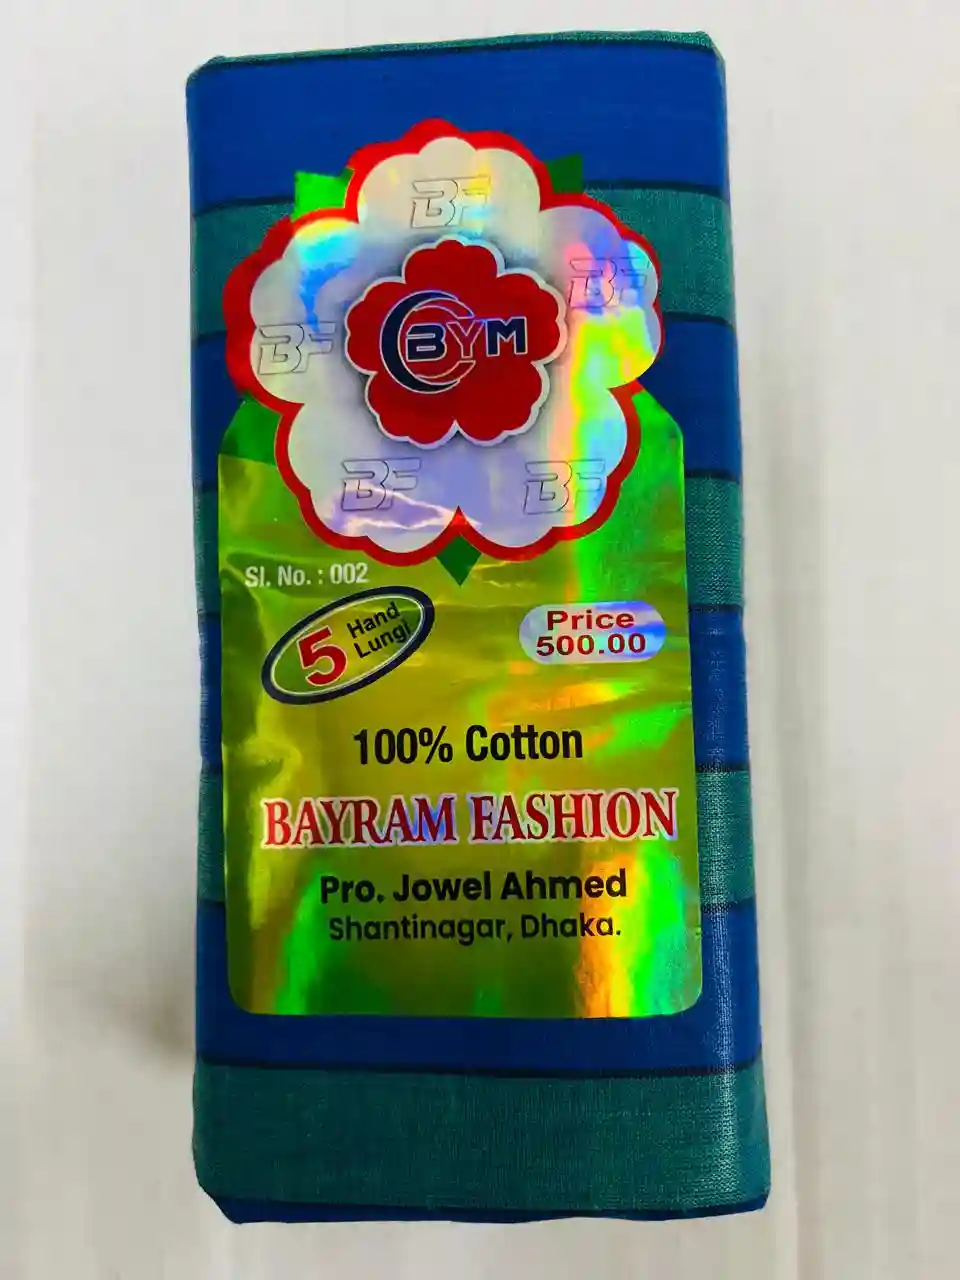 BF
BF
BF
BYM
BF
BF
Sl. No. : 002
5 Hand
Lungi
Price
500.00
100% Cotton
BAYRAM FASHION
Pro. Jowel Ahmed
Shantinagar, Dhaka.